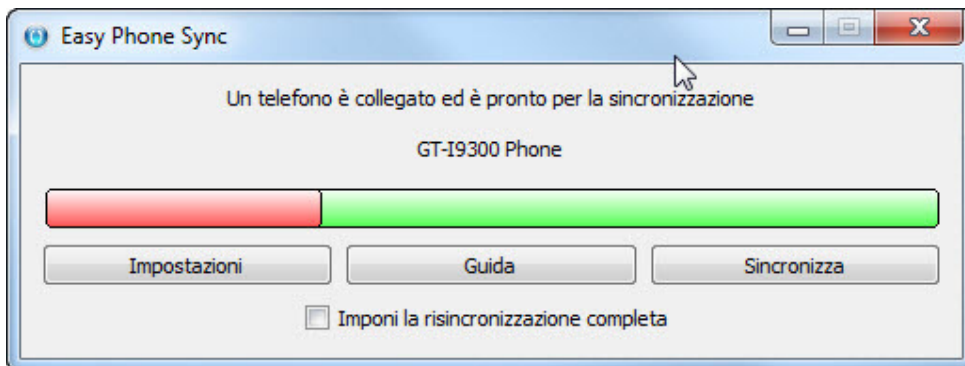 Easy Phone Sync
Un telefono è collegato ed è pronto per la sincronizzazione
GT-I9300 Phone
Impostazioni
Guida
Sincronizza
Imponi la risincronizzazione completa